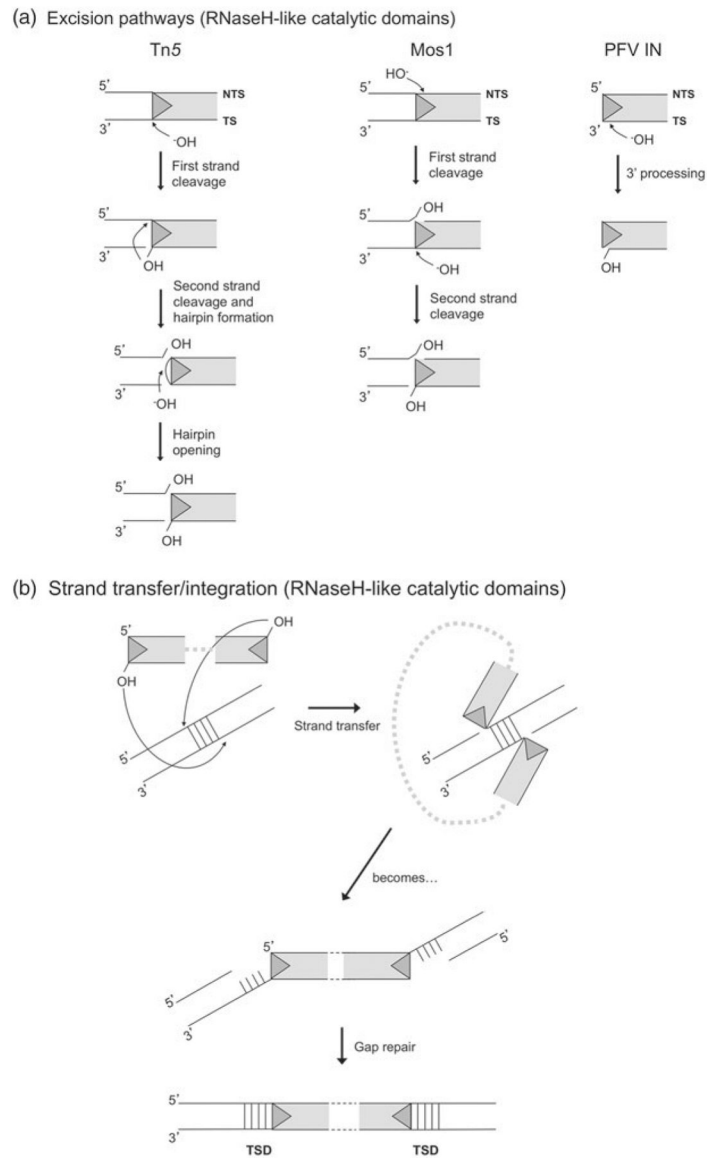 (a) Excision pathways (RNaseH-like catalytic domains)
Tn5 Mos1 PFV IN
5’ NTS
3’ TS
⁻OH
HO⁻
NTS
TS
5’ NTS
3’ TS
⁻OH
First strand
cleavage
First strand
cleavage
3’ processing
5’
3’
OH
5’
3’
OH
⁻OH
5’
OH
Second strand
cleavage and
hairpin formation
Second strand
cleavage
5’
3’
OH
⁻OH
5’
3’
OH
OH
Hairpin
opening
5’
3’
OH
OH
(b) Strand transfer/integration (RNaseH-like catalytic domains)
5’
OH
OH
5’
3’
Strand transfer
5’
3’
becomes...
5’
5’
5’
3’
Gap repair
5’
3’
TSD TSD